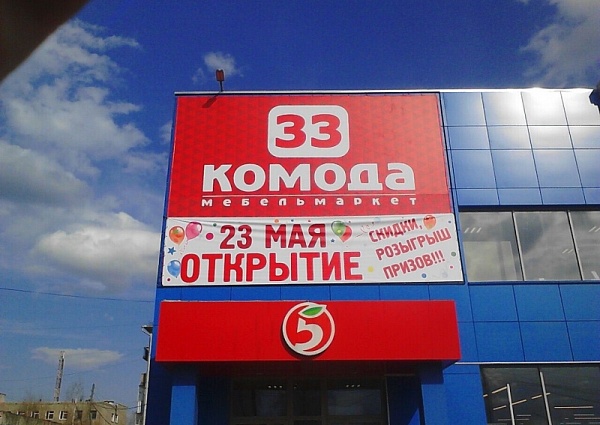 33
комода
мебельмаркет
23 МАЯ
ОТКРЫТИЕ
СКИДКИ,
РОЗЫГРЫШ
ПРИЗОВ!!!
5